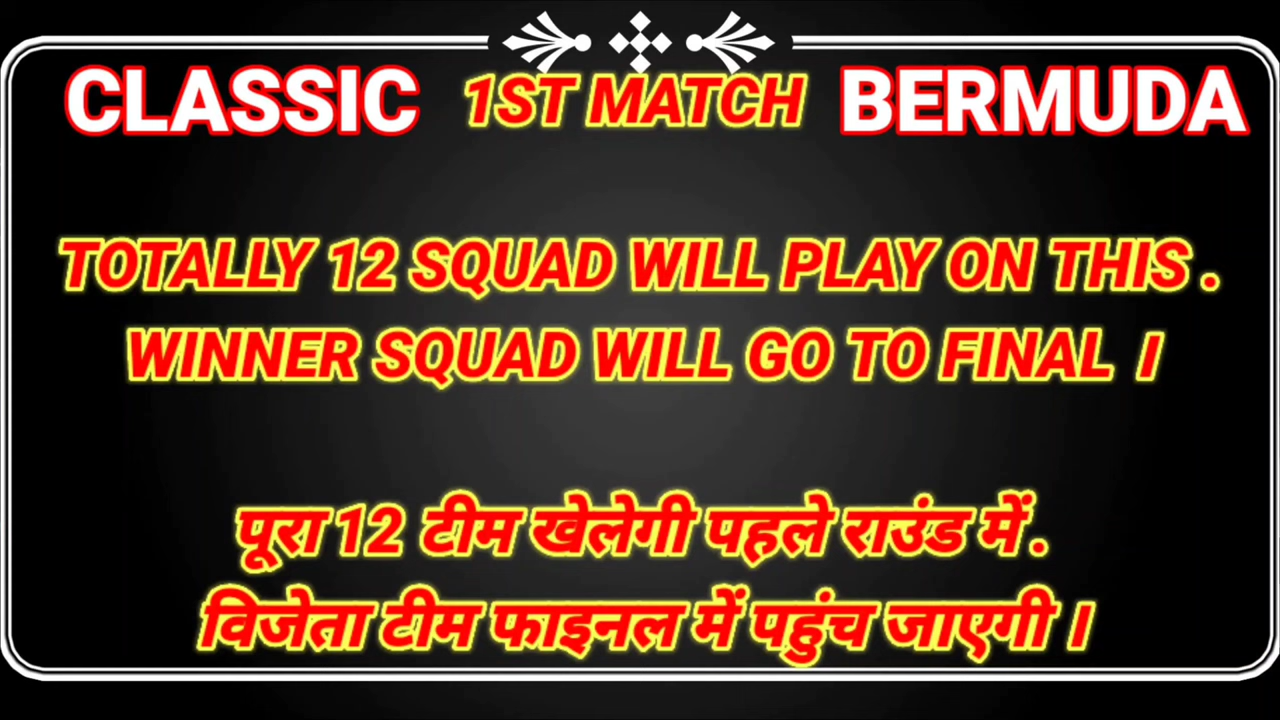 CLASSIC 1ST MATCH BERMUDA
TOTALLY 12 SQUAD WILL PLAY ON THIS .
WINNER SQUAD WILL GO TO FINAL ।
पूरा 12 टीम खेलेगी पहले राउंड में .
विजेता टीम फाइनल में पहुंच जाएगी ।